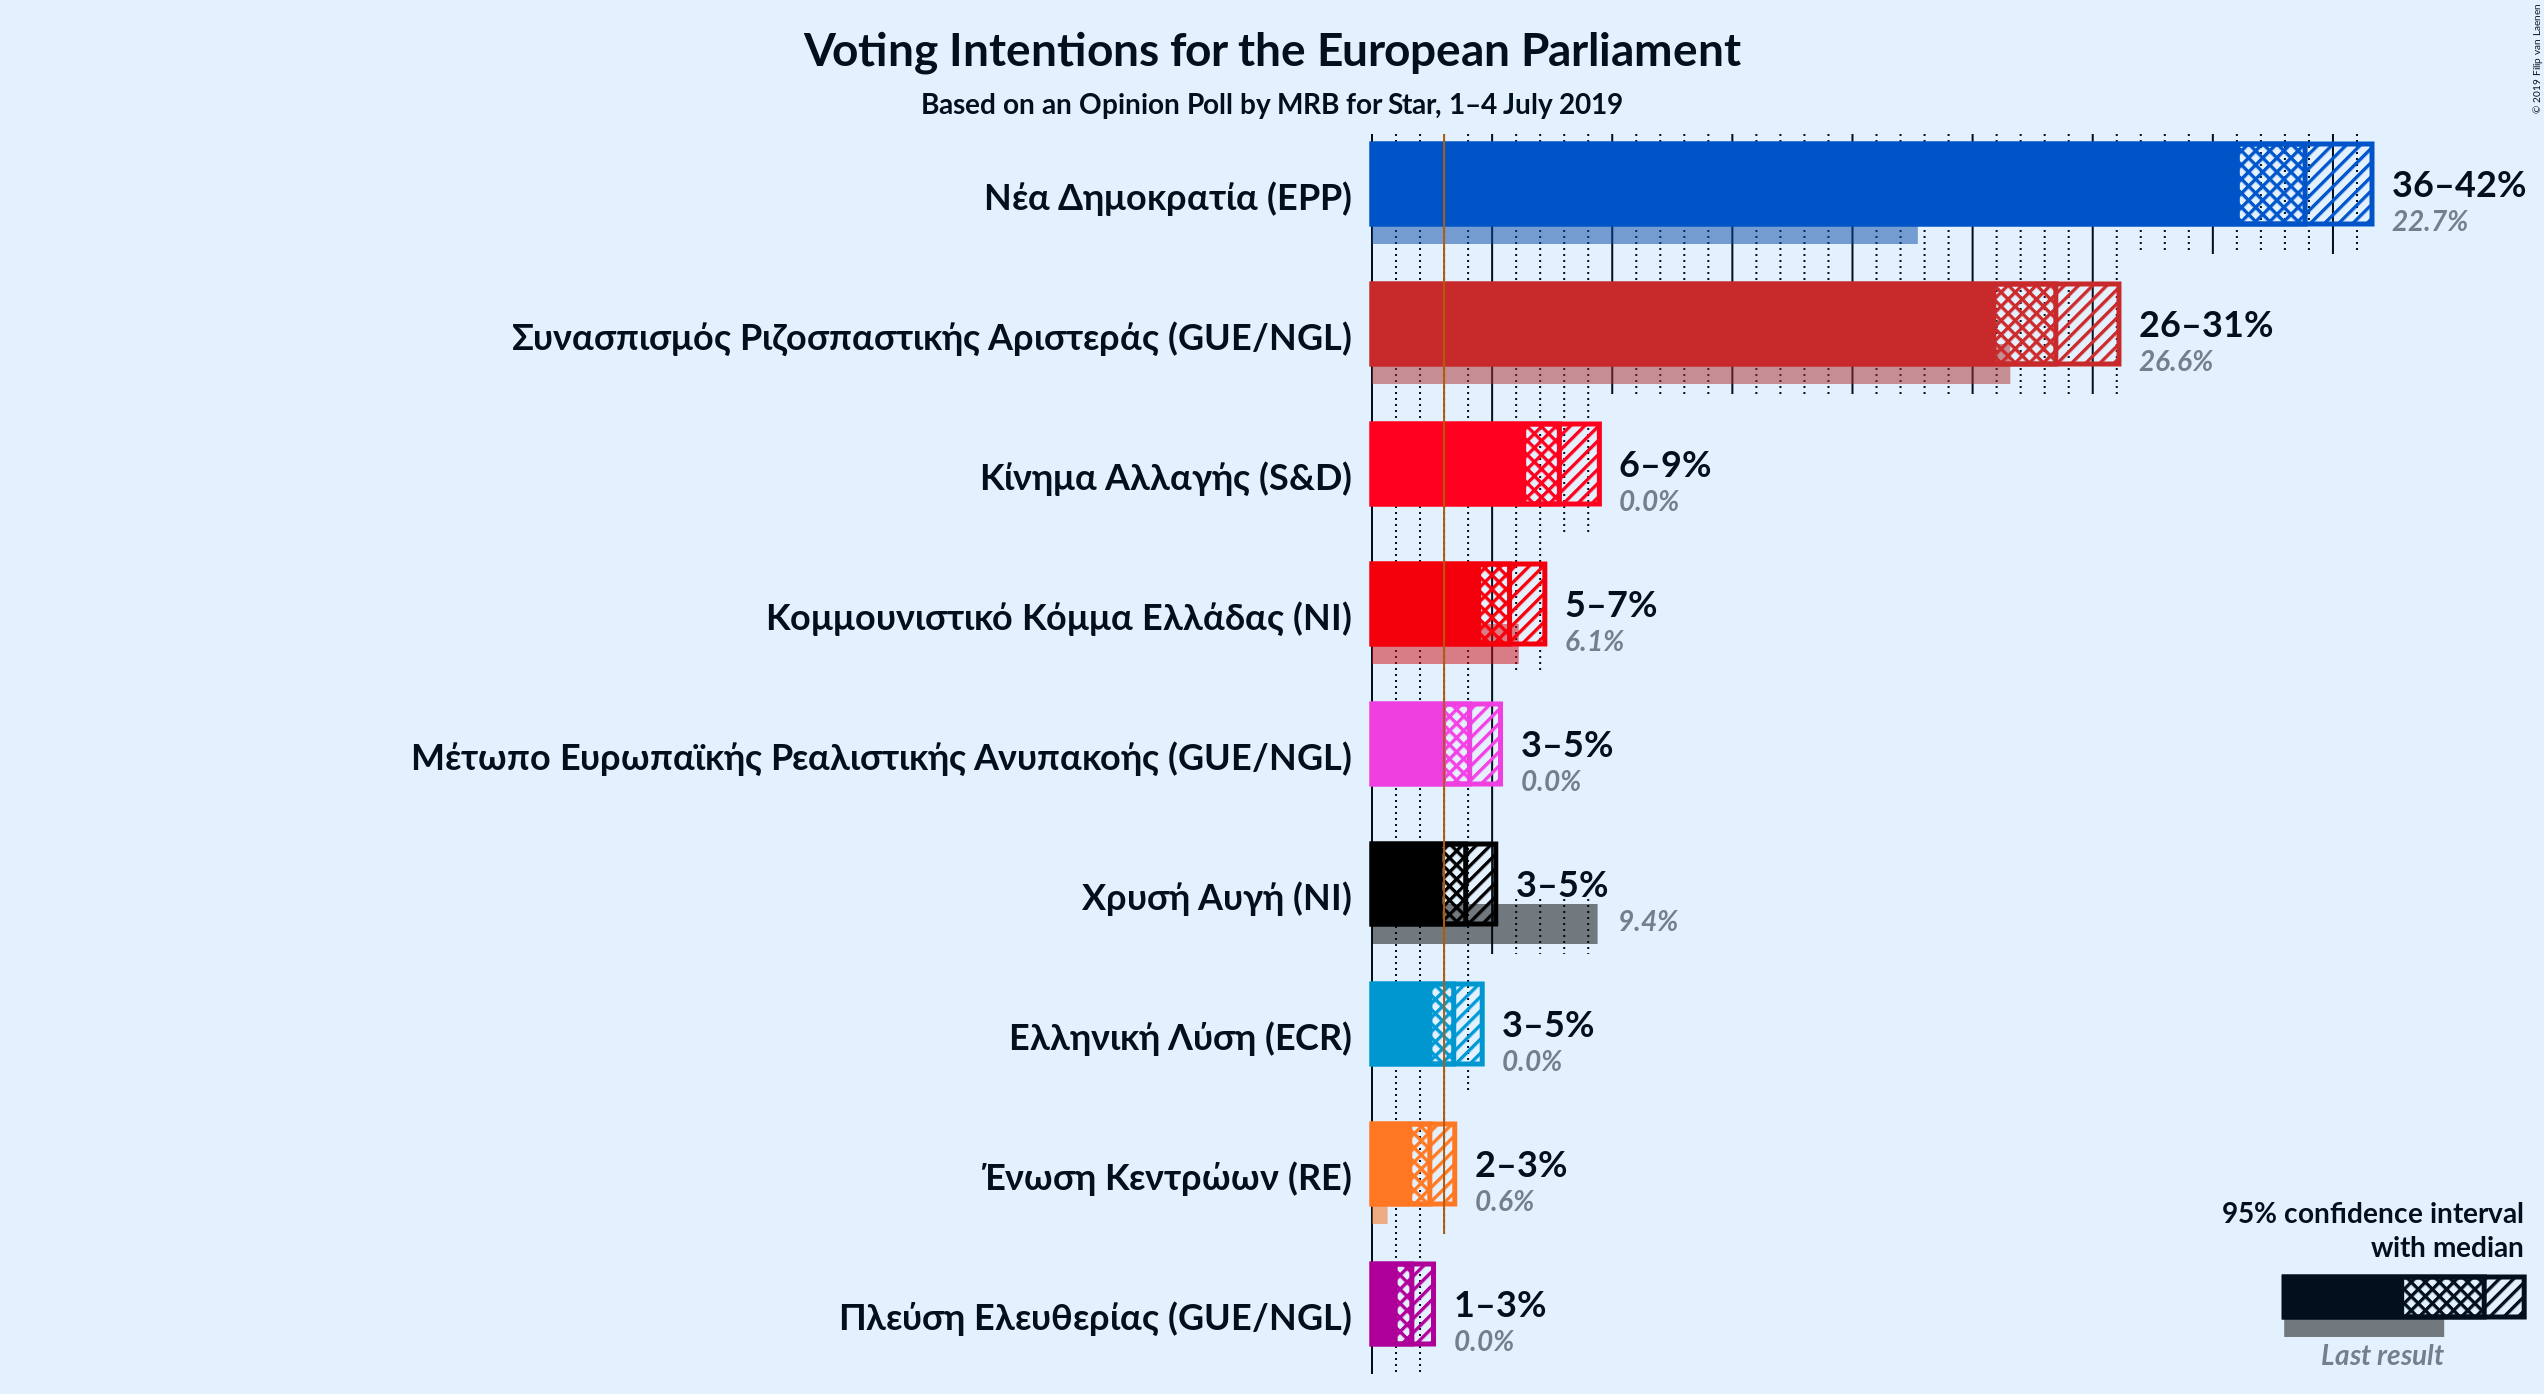 Voting Intentions for the European Parliament
Based on an Opinion Poll by MRB for Star, 1–4 July 2019
© 2019 Filip van Laenen
Νέα Δημοκρατία (EPP)
36–42%
22.7%
Συνασπισμός Ριζοσπαστικής Αριστεράς (GUE/NGL)
26–31%
26.6%
Κίνημα Αλλαγής (S&D)
6–9%
0.0%
Κομμουνιστικό Κόμμα Ελλάδας (NI)
5–7%
6.1%
Μέτωπο Ευρωπαϊκής Ρεαλιστικής Ανυπακοής (GUE/NGL)
3–5%
0.0%
Χρυσή Αυγή (NI)
3–5%
9.4%
Ελληνική Λύση (ECR)
3–5%
0.0%
Ένωση Κεντρώων (RE)
2–3%
0.6%
Πλεύση Ελευθερίας (GUE/NGL)
1–3%
0.0%
95% confidence interval
with median
Last result